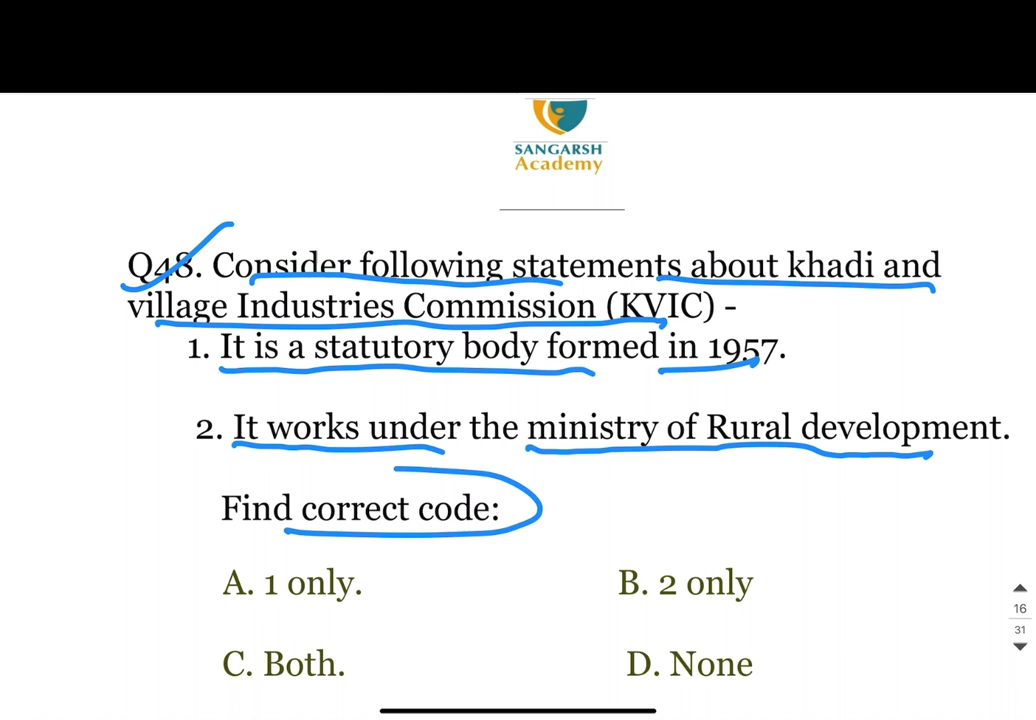 SANGARSH
Academy
Q48. Consider following statements about khadi and
village Industries Commission (KVIC) -
1. It is a statutory body formed in 1957.
2. It works under the ministry of Rural development.
Find correct code:
A. 1 only.
B. 2 only
C. Both.
D. None
16
31